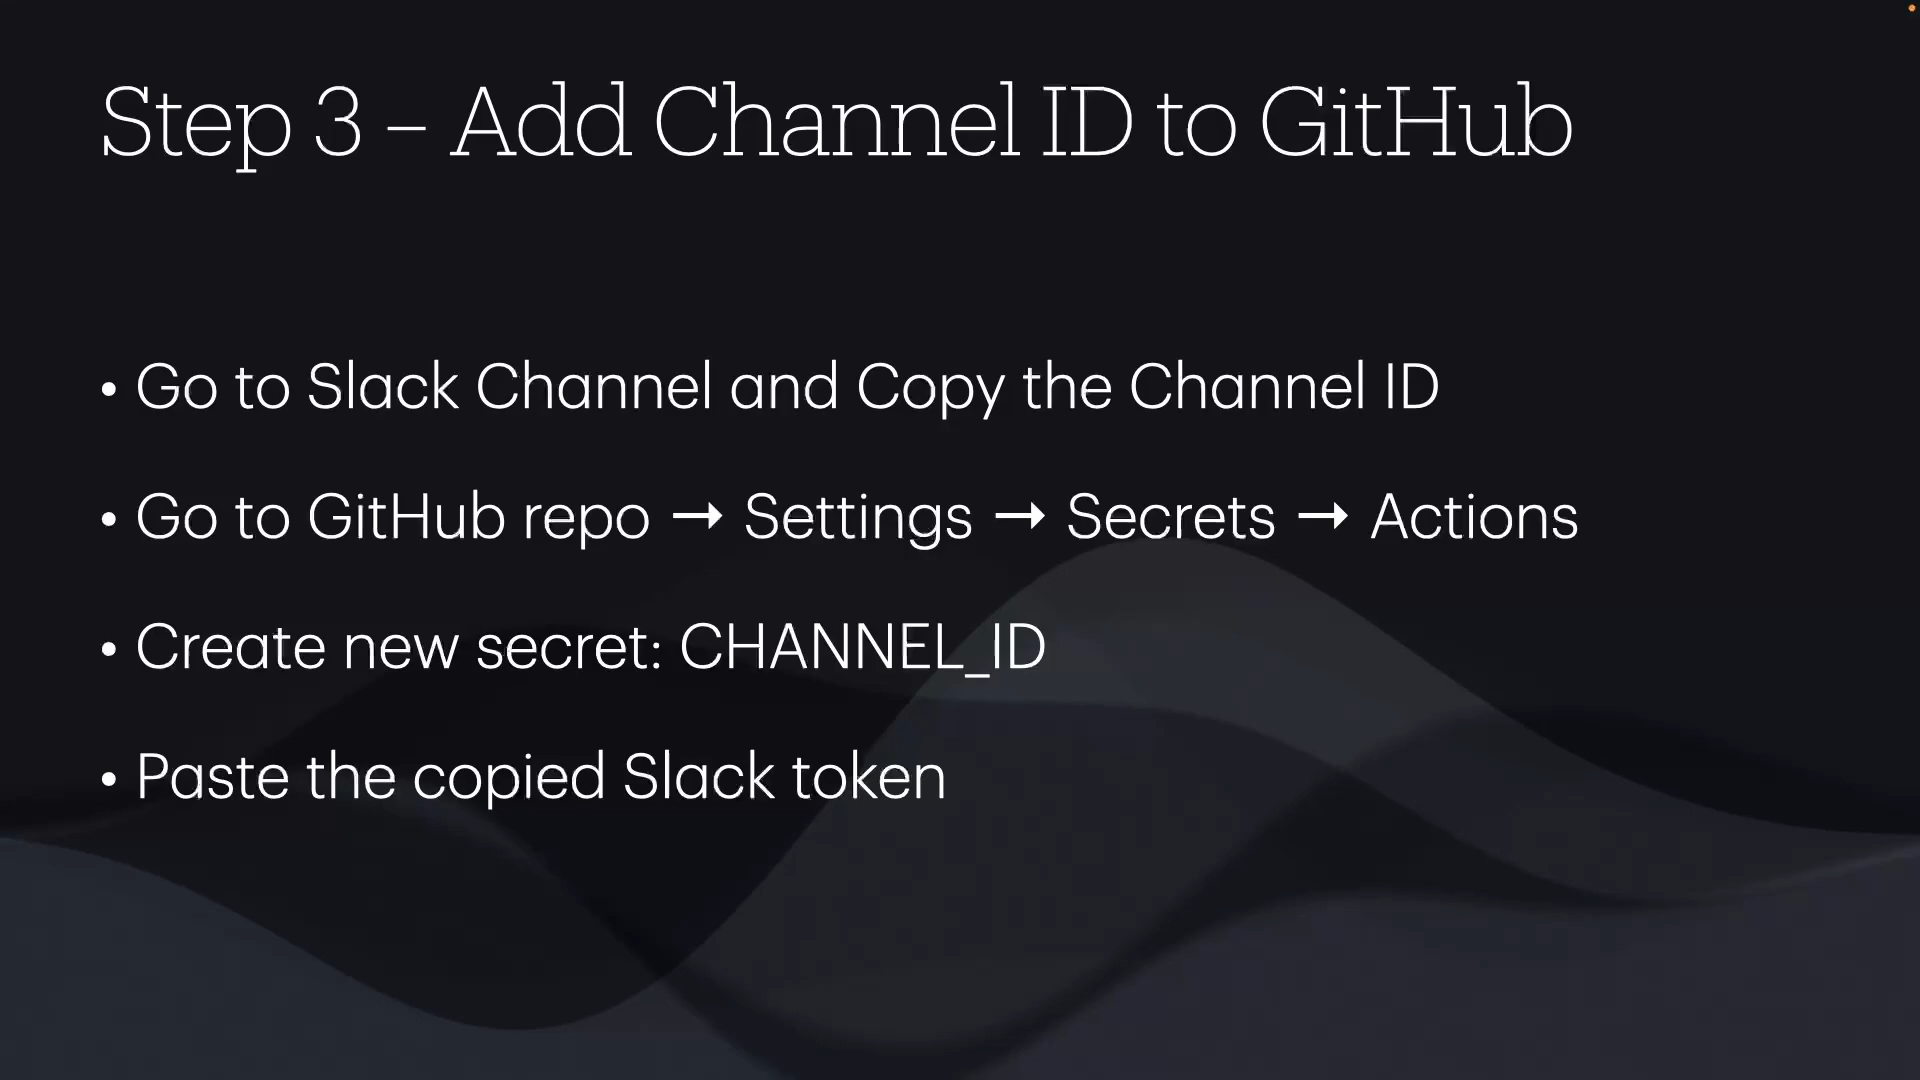 Step 3 – Add Channel ID to GitHub
• Go to Slack Channel and Copy the Channel ID
• Go to GitHub repo → Settings → Secrets → Actions
• Create new secret: CHANNEL_ID
• Paste the copied Slack token